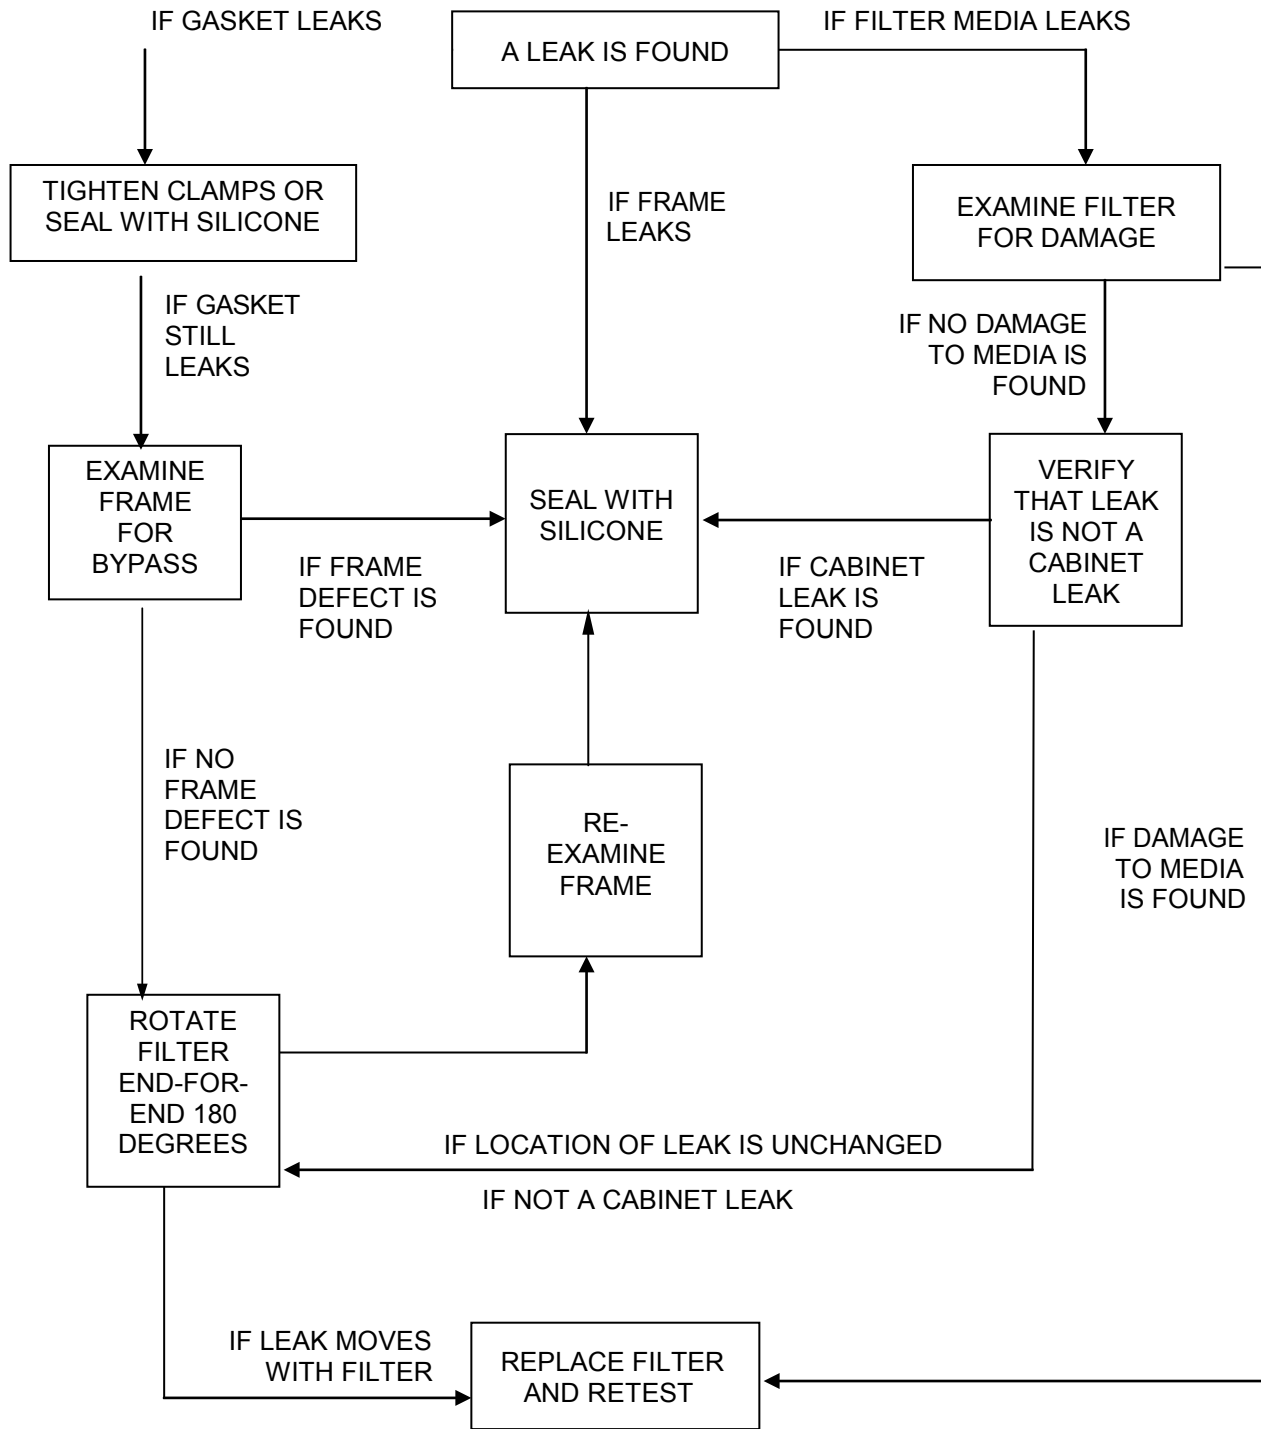 IF GASKET LEAKS
A LEAK IS FOUND
IF FILTER MEDIA LEAKS
TIGHTEN CLAMPS OR
SEAL WITH SILICONE
IF FRAME
LEAKS
EXAMINE FILTER
FOR DAMAGE
IF GASKET
STILL
LEAKS
IF NO DAMAGE
TO MEDIA IS
FOUND
EXAMINE
FRAME
FOR
BYPASS
SEAL WITH
SILICONE
VERIFY
THAT LEAK
IS NOT A
CABINET
LEAK
IF FRAME
DEFECT IS
FOUND
IF CABINET
LEAK IS
FOUND
IF NO
FRAME
DEFECT IS
FOUND
RE-
EXAMINE
FRAME
IF DAMAGE
TO MEDIA
IS FOUND
ROTATE
FILTER
END-FOR-
END 180
DEGREES
IF LOCATION OF LEAK IS UNCHANGED
IF NOT A CABINET LEAK
IF LEAK MOVES
WITH FILTER
REPLACE FILTER
AND RETEST